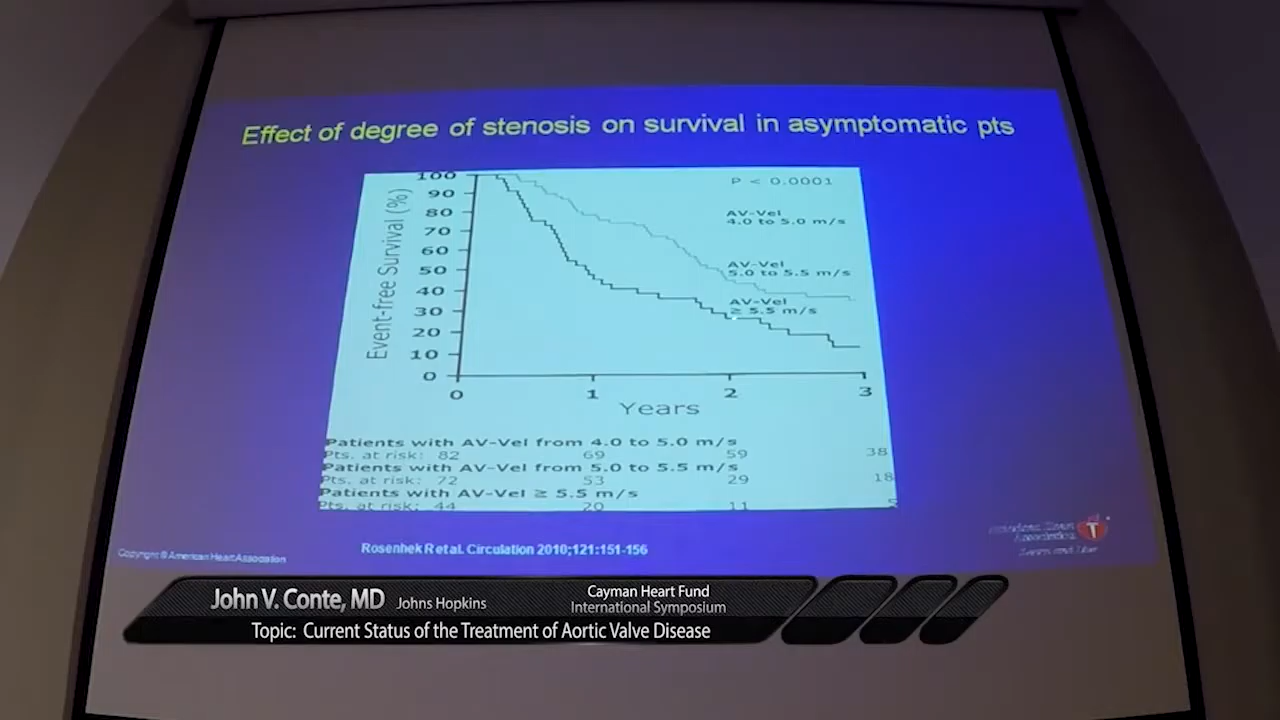 Effect of degree of stenosis on survival in asymptomatic pts
Event-free Survival (%)
100
90
80
70
60
50
40
30
20
10
0
P < 0.0001
AV-Vel
4.0 to 5.0 m/s
AV-Vel
5.0 to 5.5 m/s
AV-Vel
≥ 5.5 m/s
0 1 2 3
Years
Patients with AV-Vel from 4.0 to 5.0 m/s
Pts. at risk: 82 69 59 38
Patients with AV-Vel from 5.0 to 5.5 m/s
Pts. at risk: 72 53 29 18
Patients with AV-Vel ≥ 5.5 m/s
Pts. at risk: 44 20 11
Rosenhek R et al. Circulation 2010;121:151-156
Copyright © American Heart Association
American Heart
Association
John V. Conte, MD Johns Hopkins
Cayman Heart Fund
International Symposium
Topic: Current Status of the Treatment of Aortic Valve Disease